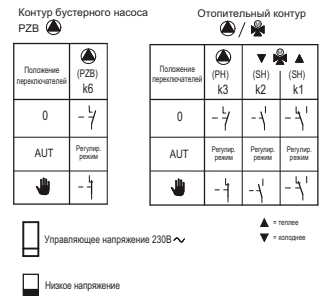 Контур бустерного насоса
PZB
Отопительный контур
/
Положение переключателей
(PZB)
k6
0
AUT
Регулир. режим
Положение переключателей
(PH)
k3
(SH)
k2
(SH)
k1
0
AUT
Регулир. режим
Регулир. режим
Регулир. режим
▲ = теплее
▼ = холоднее
Управляющее напряжение 230В ~
Низкое напряжение